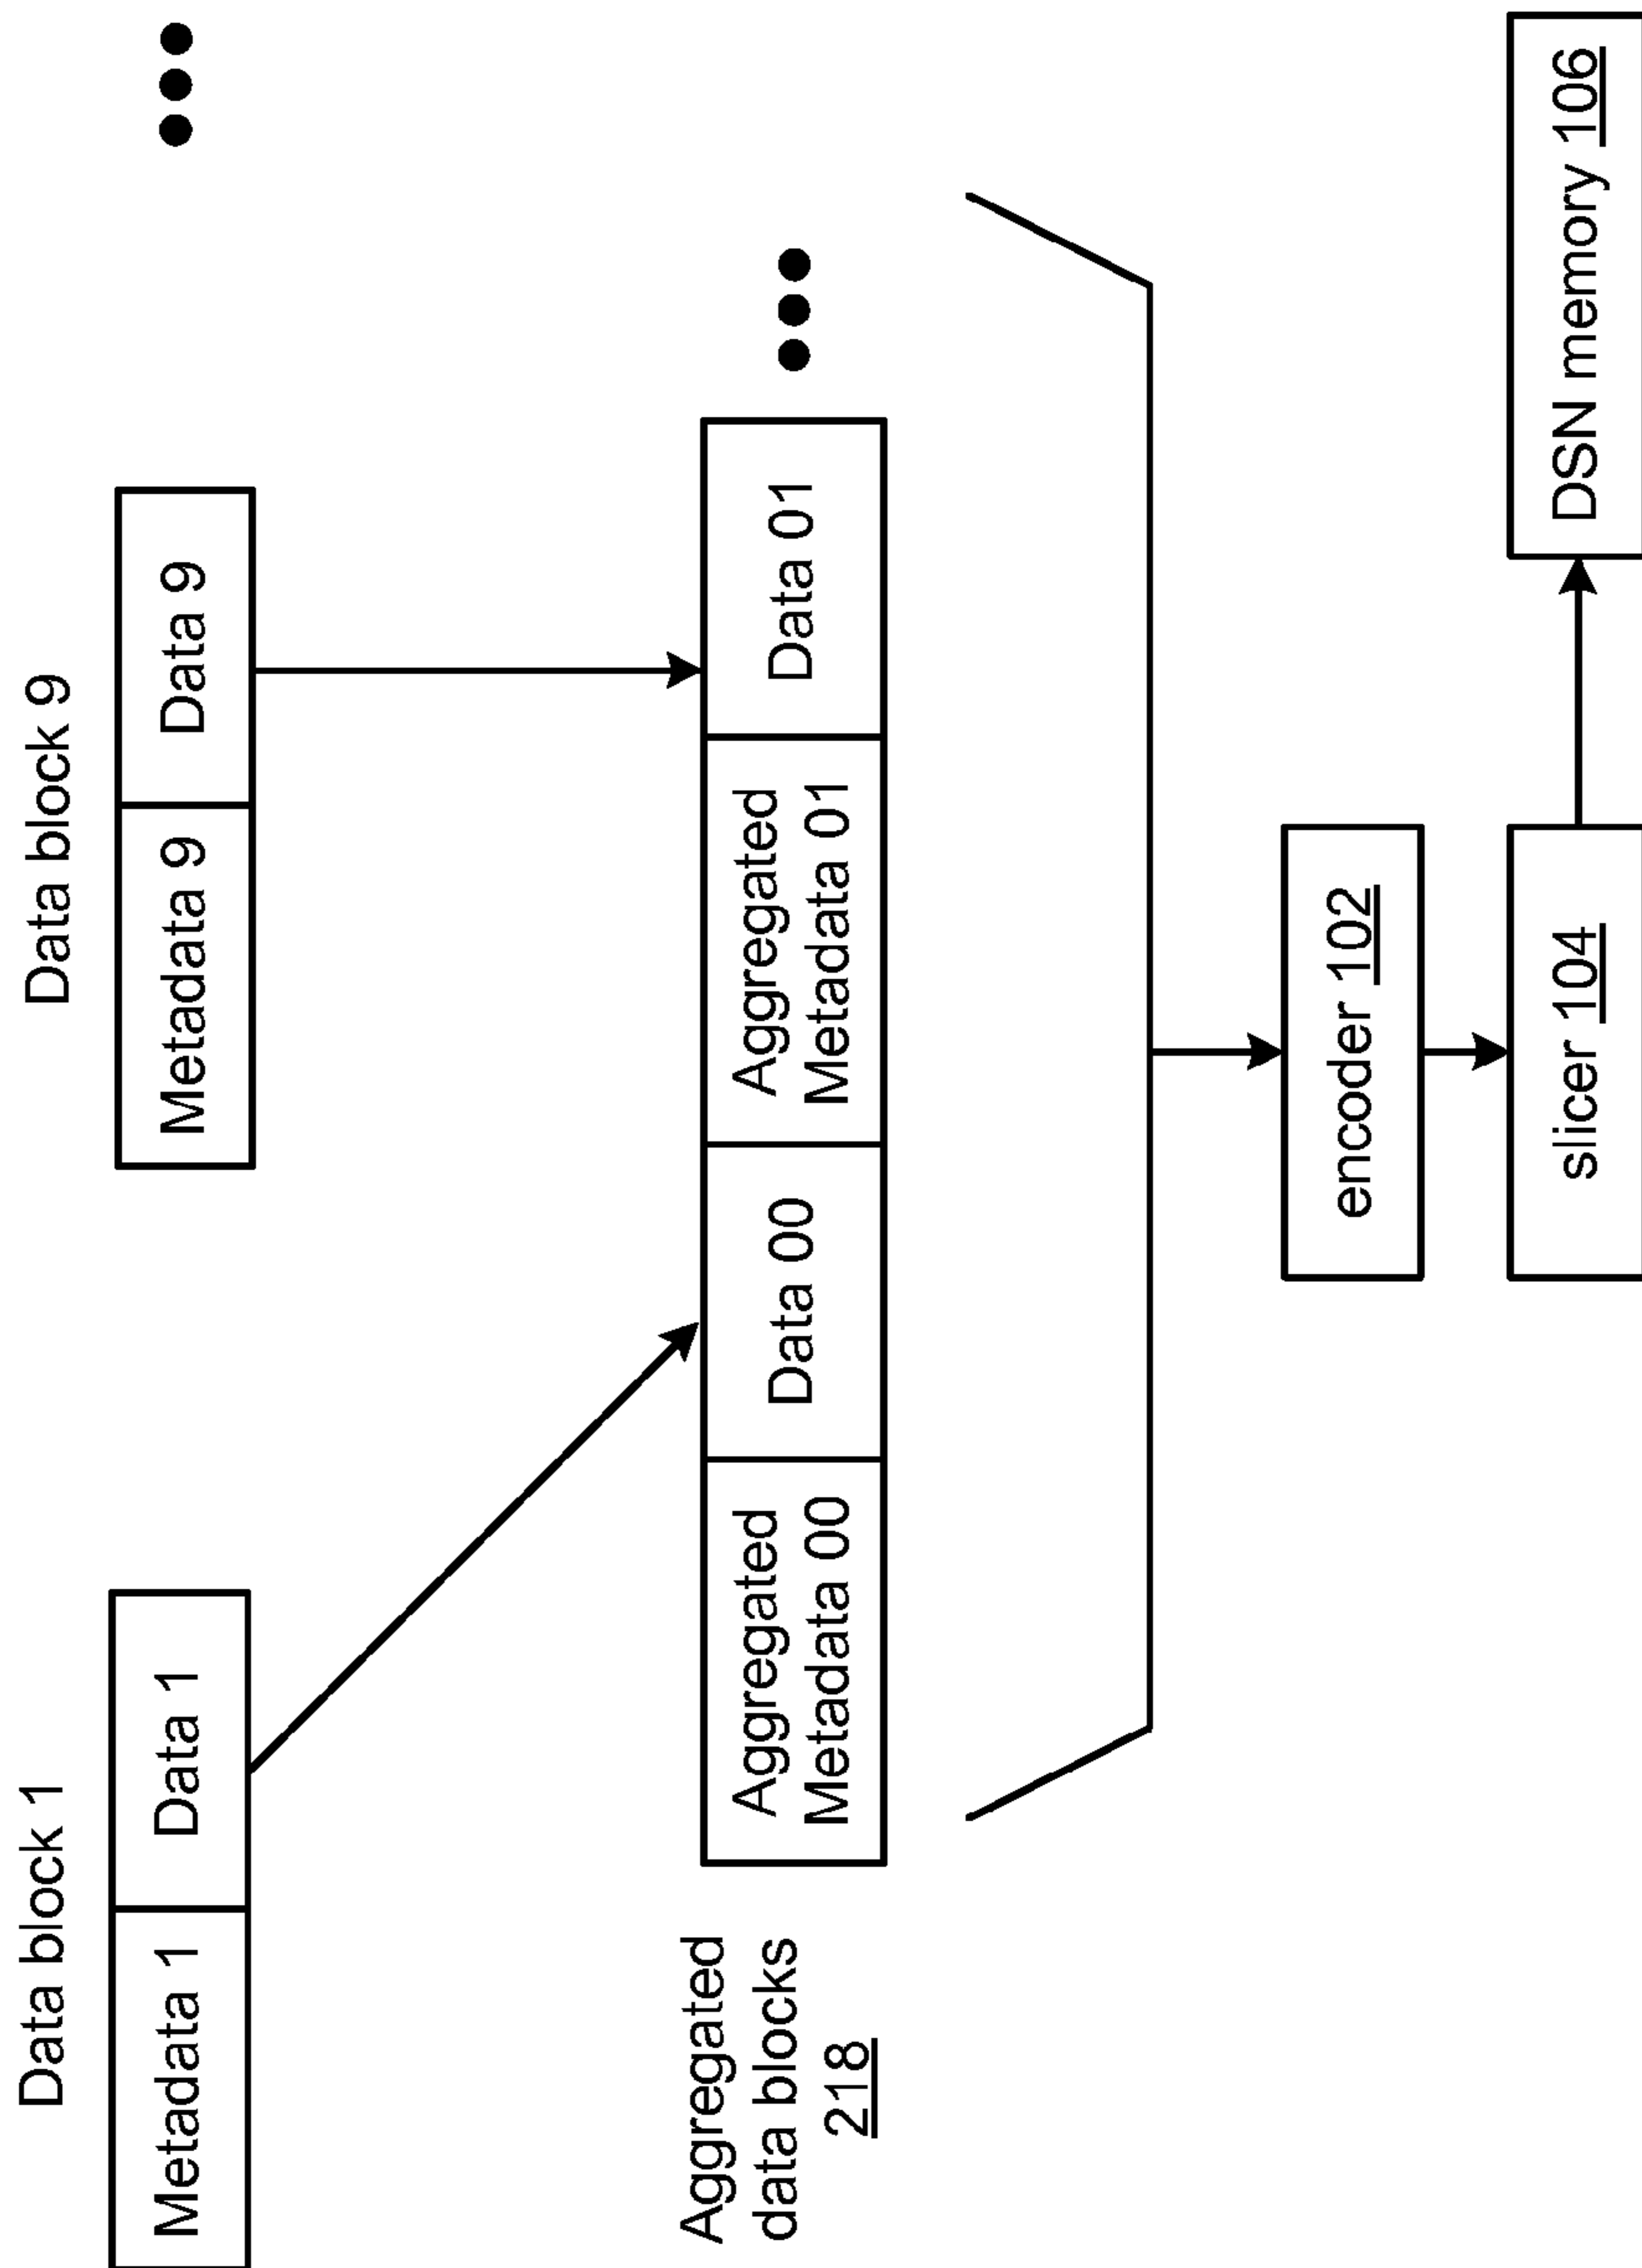 Data block 1
Metadata 1
Data 1
Data block 9
Metadata 9
Data 9
Aggregated
data blocks
218
Aggregated
Metadata 00
Data 00
Aggregated
Metadata 01
Data 01
encoder 102
slicer 104
DSN memory 106